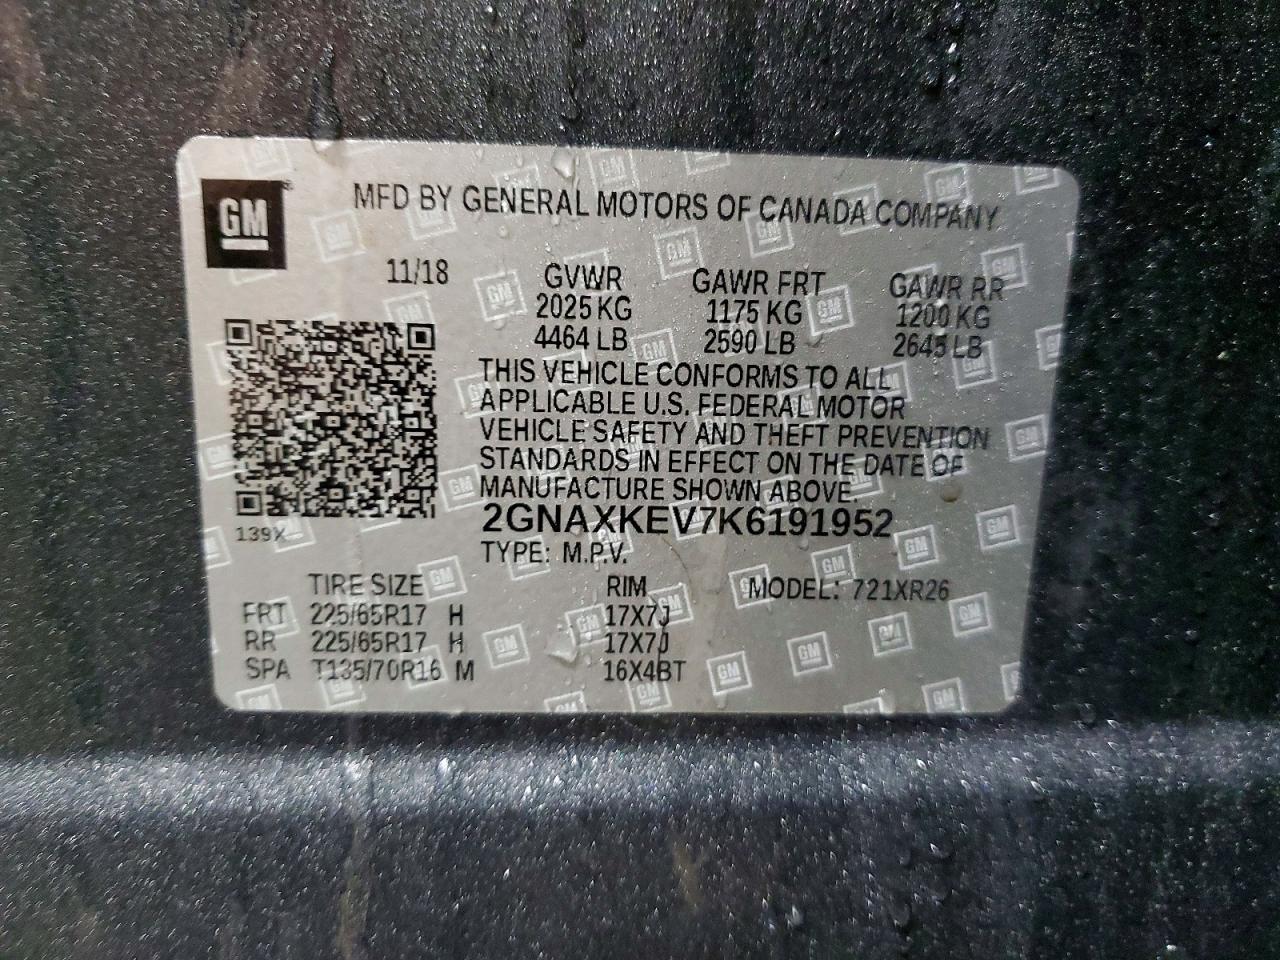 GM
MFD BY GENERAL MOTORS OF CANADA COMPANY
11/18 GVWR GAWR FRT GAWR RR
2025 KG 1175 KG 1200 KG
4464 LB 2590 LB 2645 LB
THIS VEHICLE CONFORMS TO ALL
APPLICABLE U.S. FEDERAL MOTOR
VEHICLE SAFETY AND THEFT PREVENTION
STANDARDS IN EFFECT ON THE DATE OF
MANUFACTURE SHOWN ABOVE.
2GNAXKEV7K6191952
139X
TYPE: M.P.V.
TIRE SIZE RIM MODEL: 721XR26
FRT 225/65R17 H 17X7J
RR 225/65R17 H 17X7J
SPA T135/70R16 M 16X4BT